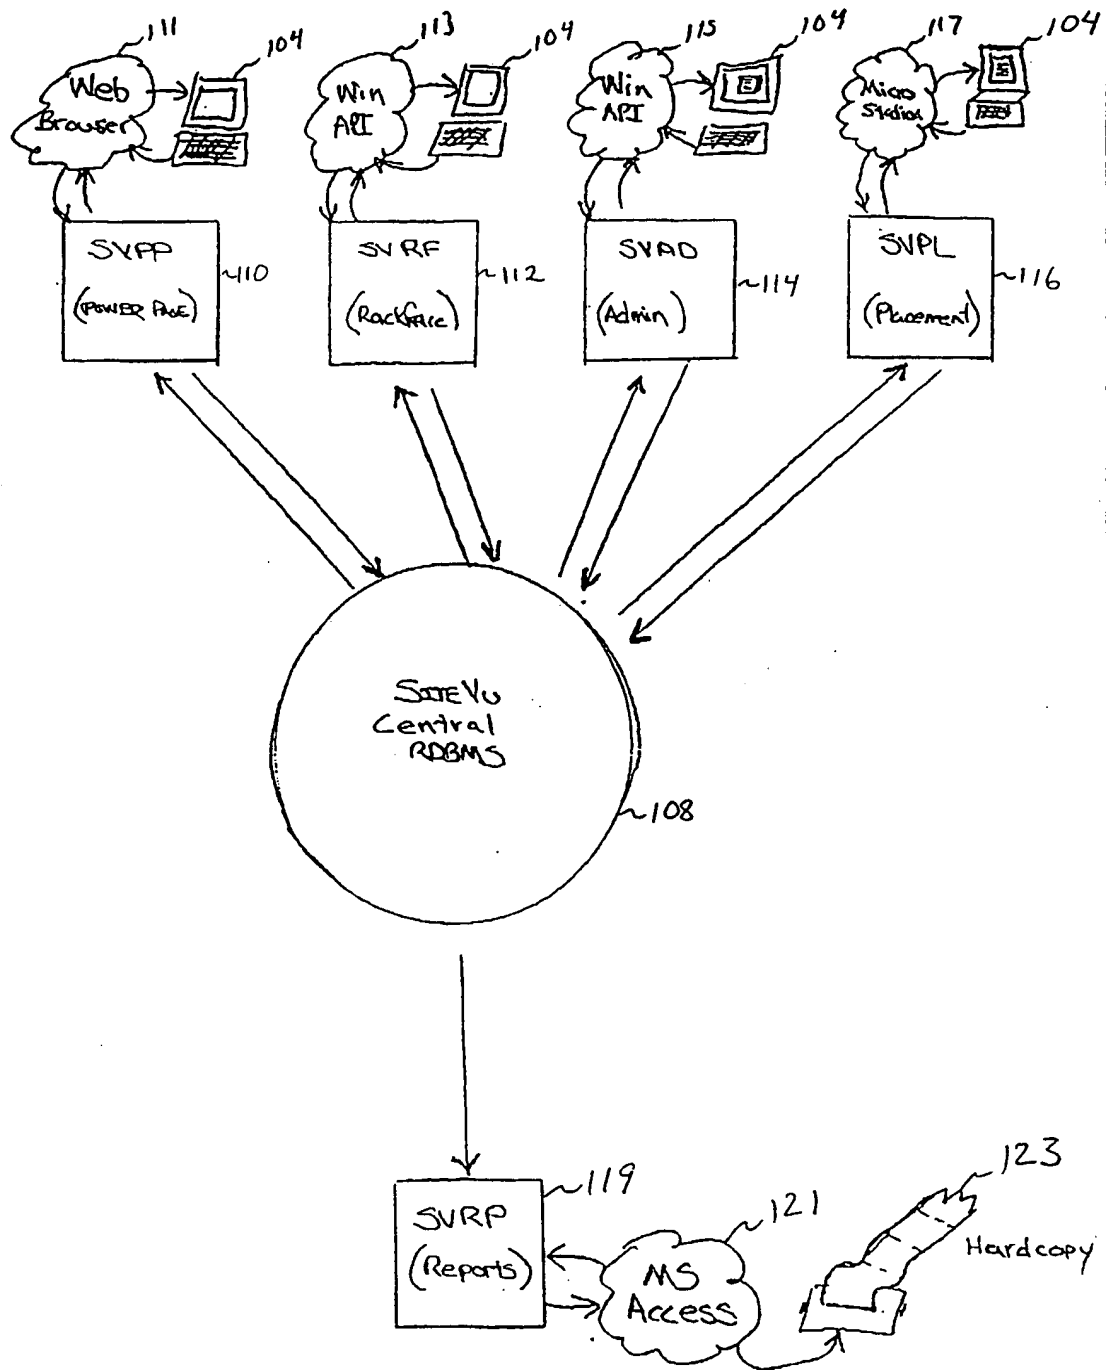 111
104
113
104
115
104
117
104
Web
Browser
Win
API
Win
API
Micro
Station
SVPP
(POWER PAGE)
110
SVRF
(Rackface)
112
SVAD
(Admin)
114
SVPL
(Placement)
116
SITEVU
Central
RDBMS
108
119
SVRP
(Reports)
121
MS
Access
123
Hardcopy